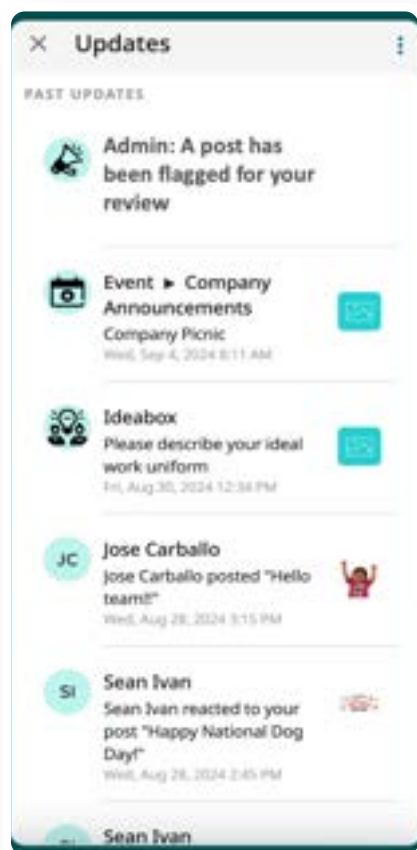 Updates
PAST UPDATES
Admin: A post has
been flagged for your
review
Event ▸ Company
Announcements
Company Picnic
Wed, Sep 4, 2024 8:11 AM
Ideabox
Please describe your ideal
work uniform
Fri, Aug 30, 2024 12:34 PM
JC
Jose Carballo
Jose Carballo posted "Hello
team!!"
Wed, Aug 28, 2024 3:15 PM
SI
Sean Ivan
Sean Ivan reacted to your
post "Happy National Dog
Day!"
Wed, Aug 28, 2024 2:45 PM
Sean Ivan